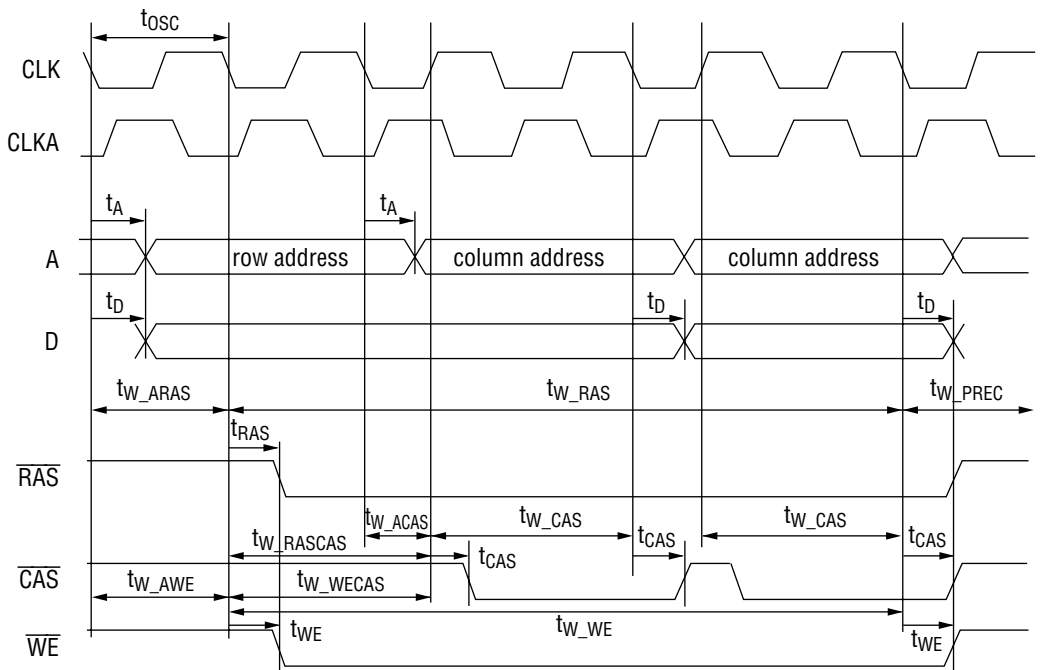 tOSC
CLK
CLKA
tA tA
A row address column address column address
tD tD tD
D
tW_ARAS tW_RAS tW_PREC
tRAS
RAS
tW_ACAS tW_CAS tW_CAS
tW_RASCAS tCAS tCAS tCAS
CAS
tW_AWE tW_WECAS
tWE tW_WE tWE
WE